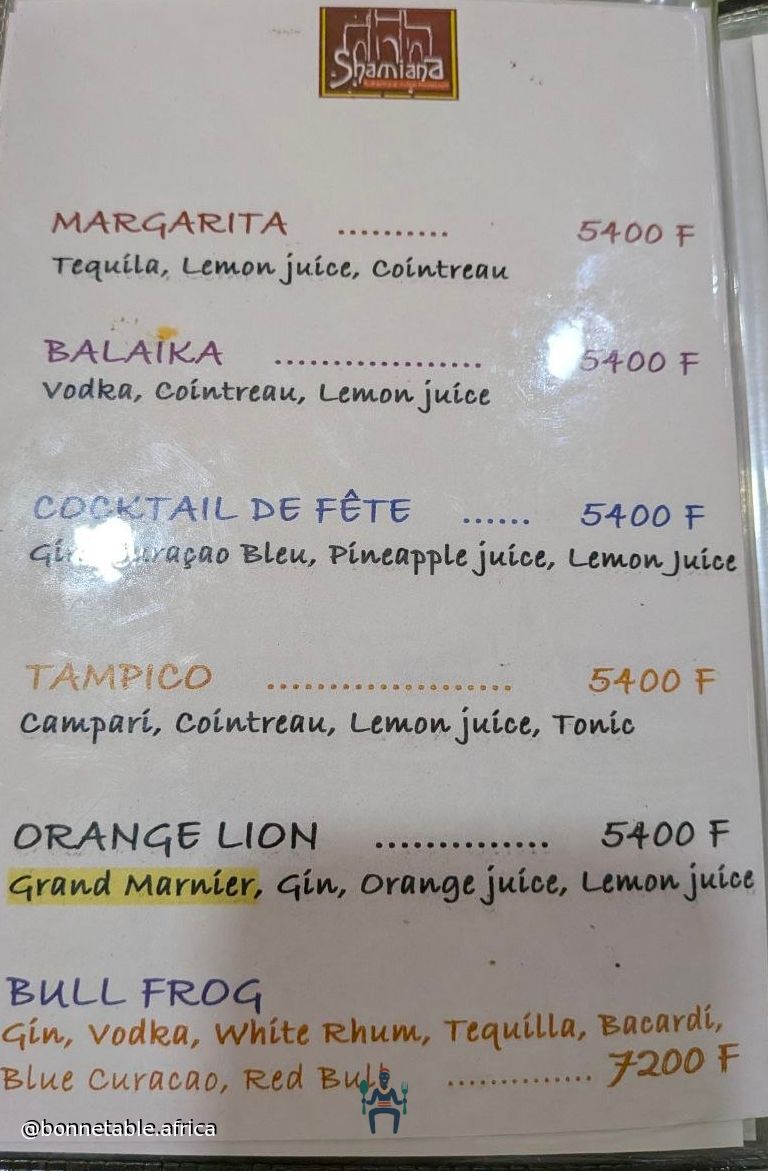 Shamiana
MARGARITA .......... 5400 F
Tequila, Lemon juice, Cointreau
BALAÏKA .................. 5400 F
Vodka, Cointreau, Lemon juice
COCKTAIL DE FÊTE ...... 5400 F
Curaçao Bleu, Pineapple juice, Lemon Juice
TAMPICO ..................... 5400 F
Campari, Cointreau, Lemon juice, Tonic
ORANGE LION .............. 5400 F
Grand Marnier, Gin, Orange juice, Lemon juice
BULL FROG
Gin, Vodka, White Rhum, Tequilla, Bacardi,
Blue Curacao, Red Bull .............. 7200 F
@bonnetable.africa